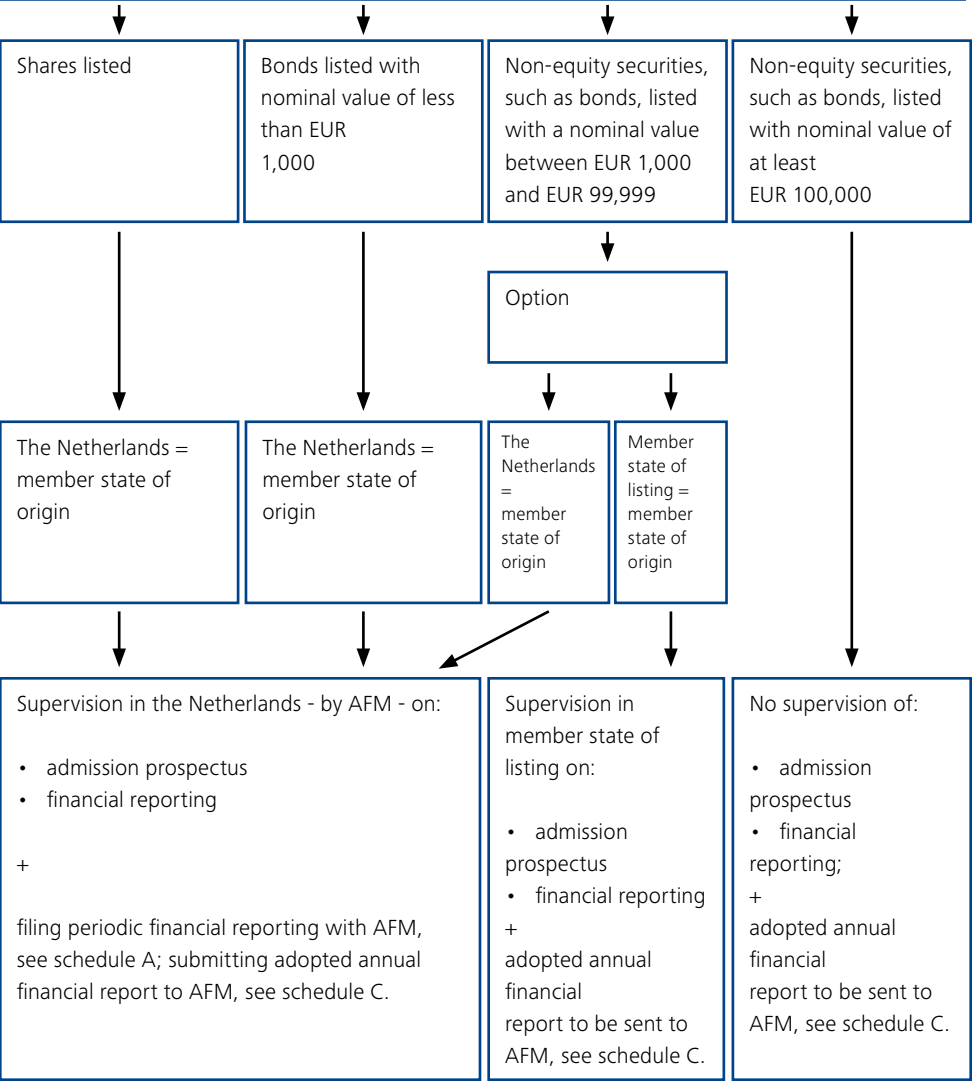 Shares listed
Bonds listed with
nominal value of less
than EUR
1,000
Non-equity securities,
such as bonds, listed
with a nominal value
between EUR 1,000
and EUR 99,999
Non-equity securities,
such as bonds, listed
with nominal value of
at least
EUR 100,000
Option
The Netherlands =
member state of
origin
The Netherlands =
member state of
origin
The
Netherlands
=
member
state of
origin
Member
state of
listing =
member
state of
origin
Supervision in the Netherlands - by AFM - on:
• admission prospectus
• financial reporting
+
filing periodic financial reporting with AFM,
see schedule A; submitting adopted annual
financial report to AFM, see schedule C.
Supervision in
member state of
listing on:
• admission
prospectus
• financial reporting
+
adopted annual
financial
report to be sent to
AFM, see schedule C.
No supervision of:
• admission
prospectus
• financial
reporting;
+
adopted annual
financial
report to be sent to
AFM, see schedule C.